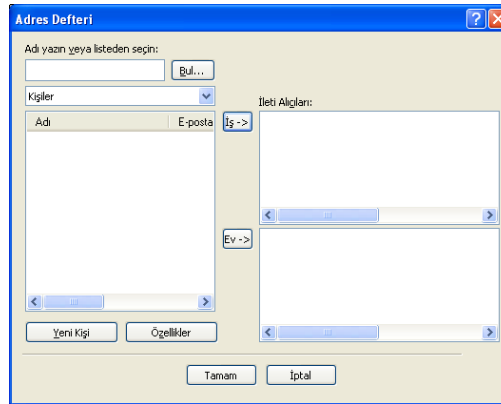 Adres Defteri
Adı yazın veya listeden seçin:
Bul...
Kişiler
İleti Alıcıları:
Adı E-posta
İş ->
Ev ->
Yeni Kişi Özellikler
Tamam İptal